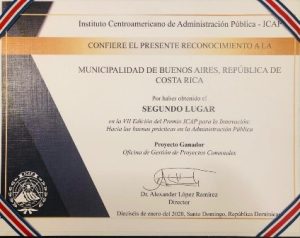 Instituto Centroamericano de Administración Pública - ICAP
CONFIERE EL PRESENTE RECONOCIMIENTO A LA
MUNICIPALIDAD DE BUENOS AIRES, REPÚBLICA DE
COSTA RICA
Por haber obtenido el
SEGUNDO LUGAR
en la VII Edición del Premio ICAP para la Innovación:
Hacia las buenas prácticas en la Administración Pública
Proyecto Ganador
Oficina de Gestión de Proyectos Comunales
Dr. Alexander López Ramírez
Director
Dieciséis de enero del 2020, Santo Domingo, República Dominicana